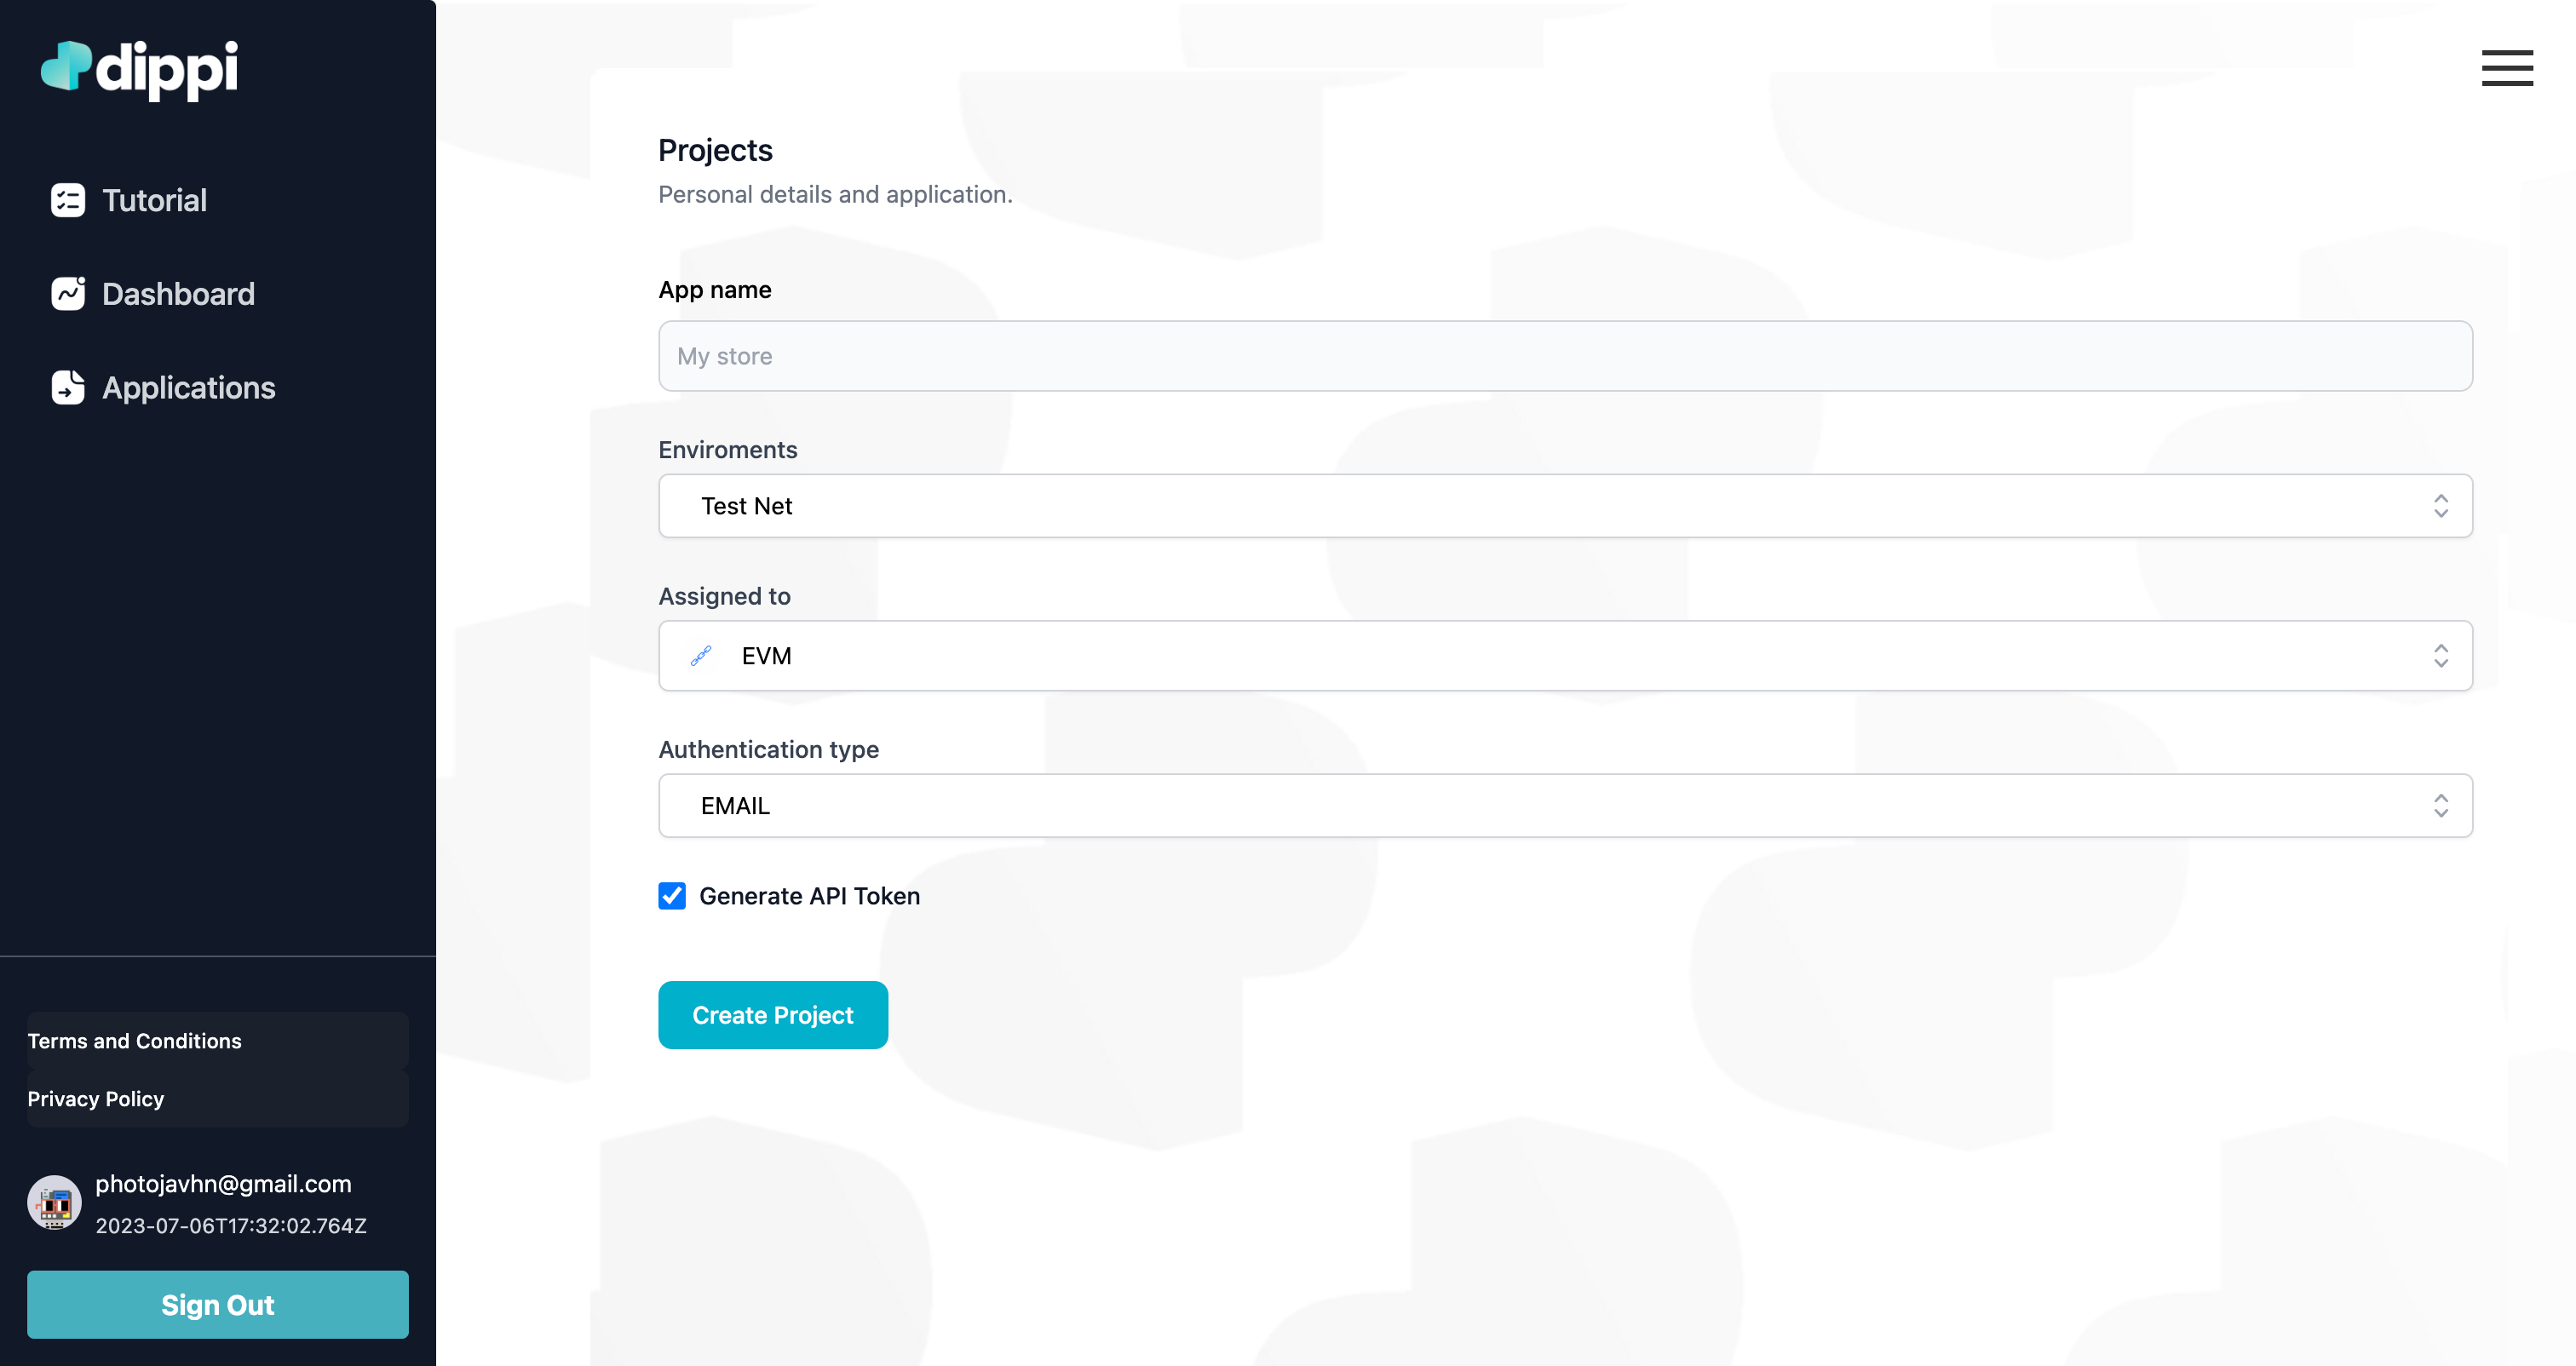 dippi
Tutorial
Dashboard
Applications
Terms and Conditions
Privacy Policy
photojavhn@gmail.com
2023-07-06T17:32:02.764Z
Sign Out
Projects
Personal details and application.
App name
My store
Enviroments
Test Net
Assigned to
EVM
Authentication type
EMAIL
Generate API Token
Create Project